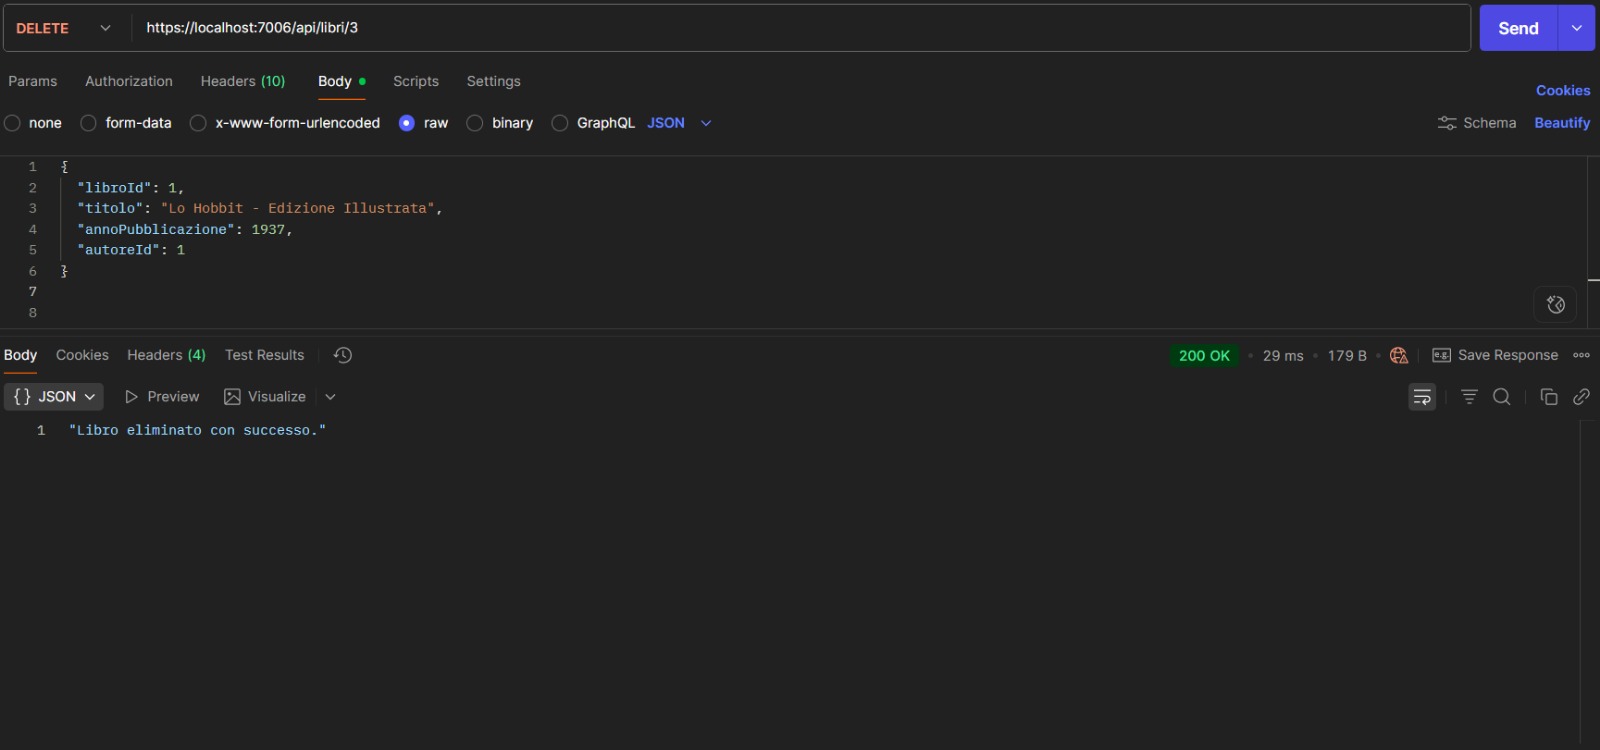 DELETE https://localhost:7006/api/libri/3 Send
Params Authorization Headers (10) Body Scripts Settings
Cookies
none form-data x-www-form-urlencoded raw binary GraphQL JSON Schema Beautify
1 {
2 "libroId": 1,
3 "titolo": "Lo Hobbit - Edizione Illustrata",
4 "annoPubblicazione": 1937,
5 "autoreId": 1
6 }
7
8
Body Cookies Headers (4) Test Results 200 OK 29 ms 179 B e.g. Save Response
{} JSON Preview Visualize
1 "Libro eliminato con successo."